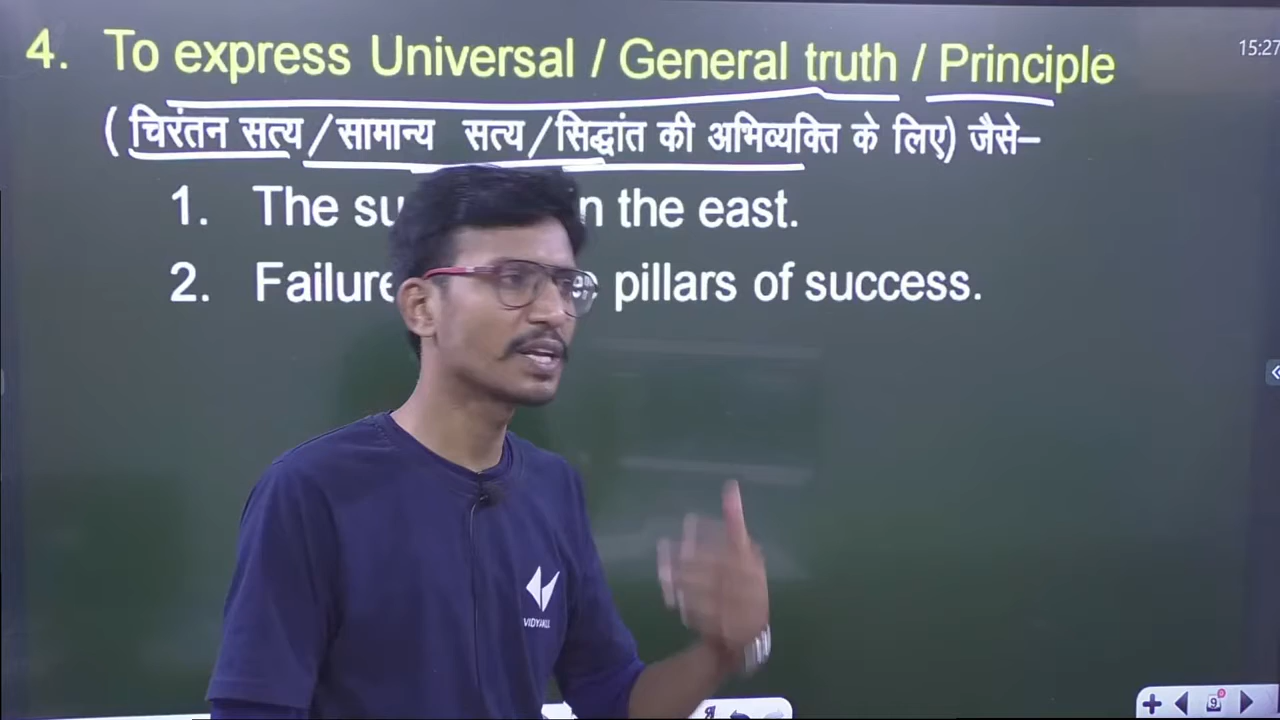 4. To express Universal / General truth / Principle
15:27
( चिरंतन सत्य /सामान्य सत्य /सिद्धांत की अभिव्यक्ति के लिए) जैसे–
1. The su n the east.
2. Failure pillars of success.
9